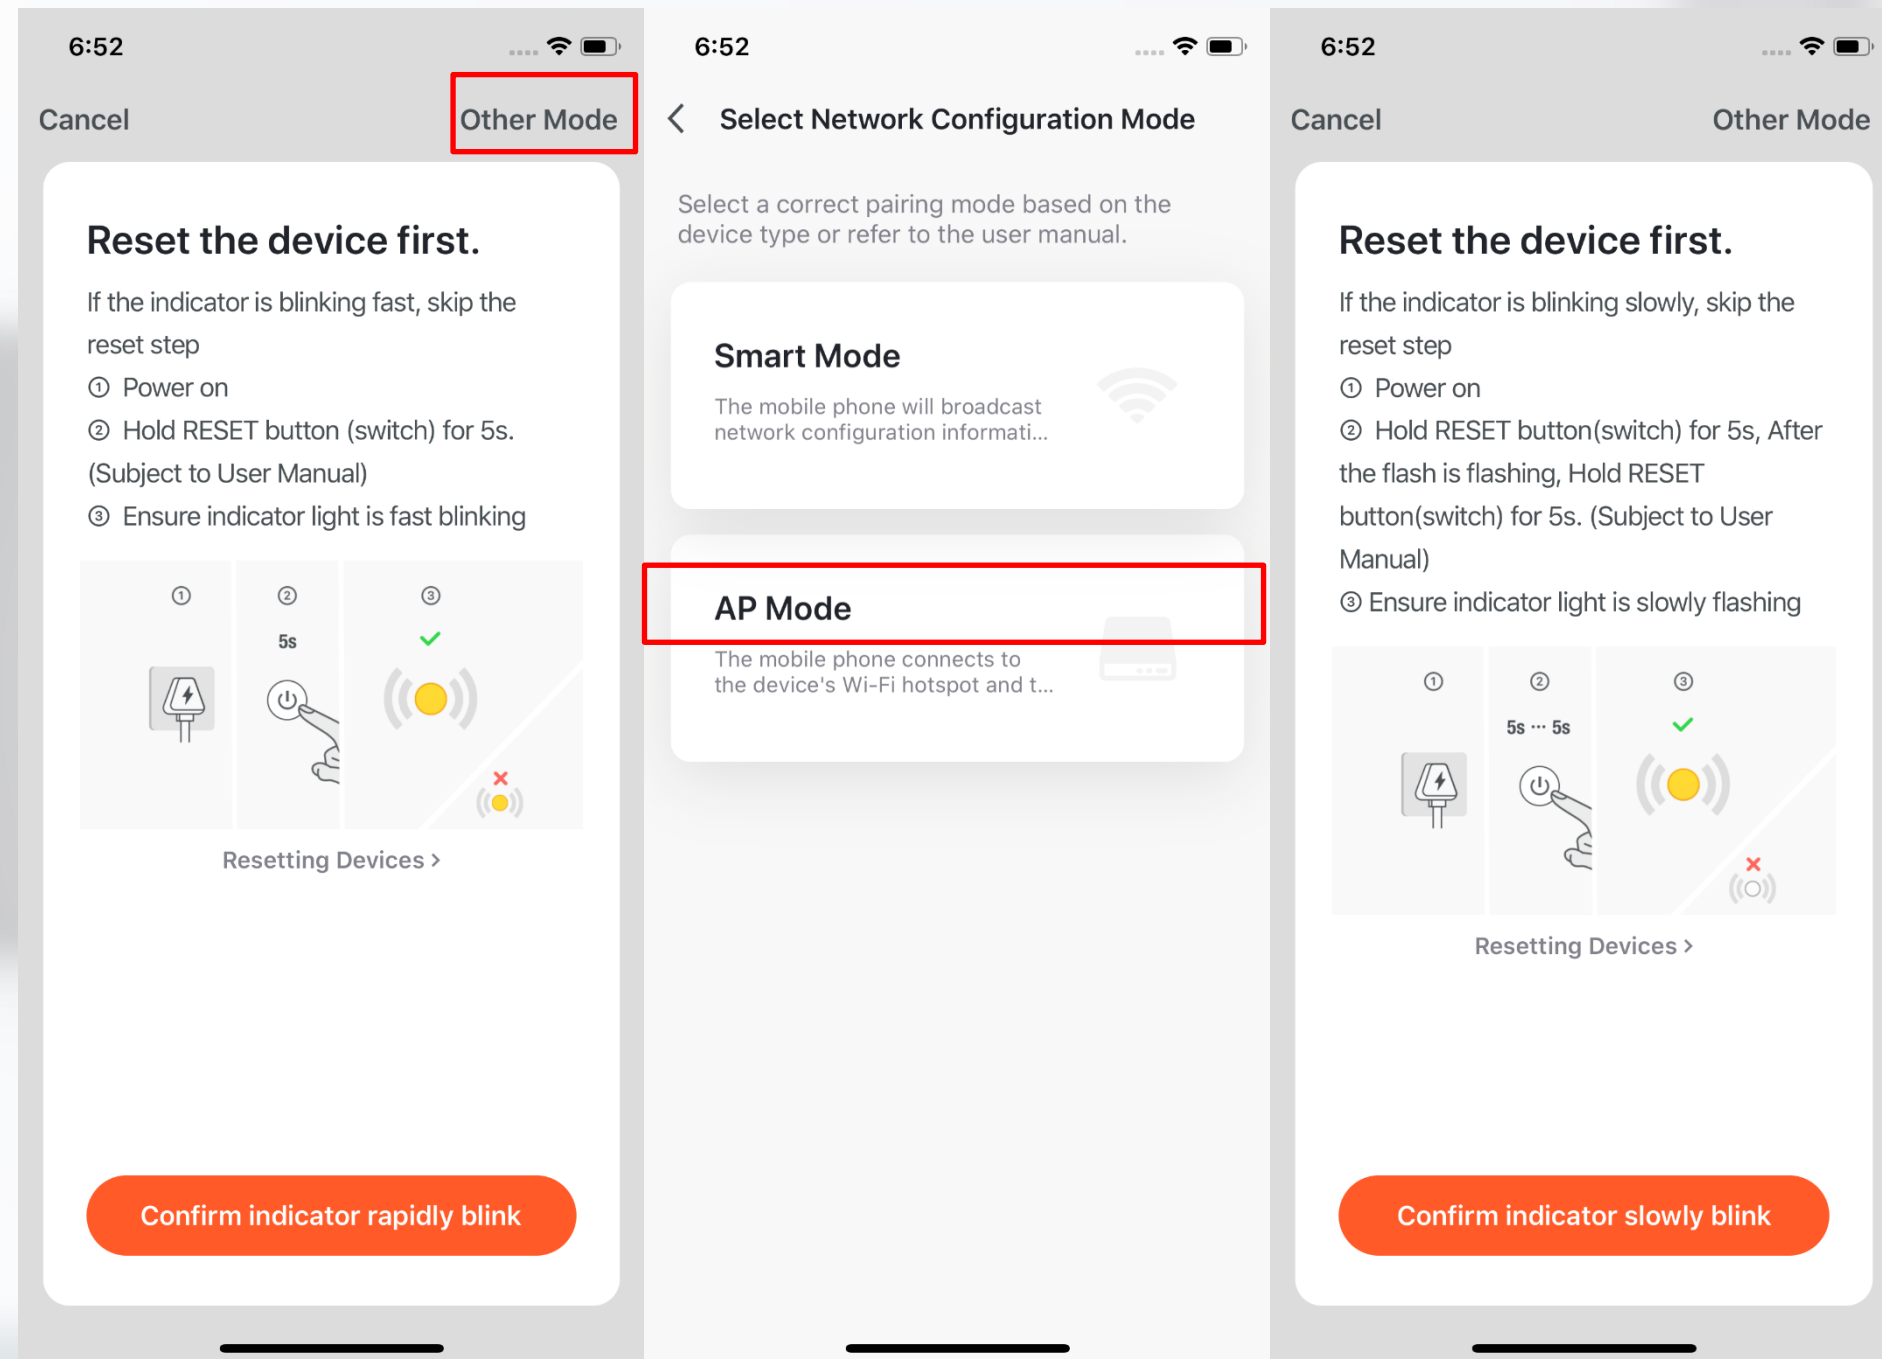 6:52
Cancel
Other Mode
Reset the device first.
If the indicator is blinking fast, skip the
reset step
① Power on
② Hold RESET button (switch) for 5s.
(Subject to User Manual)
③ Ensure indicator light is fast blinking
①
②
③
5s
Resetting Devices >
Confirm indicator rapidly blink
6:52
Select Network Configuration Mode
Select a correct pairing mode based on the
device type or refer to the user manual.
Smart Mode
The mobile phone will broadcast
network configuration informati...
AP Mode
The mobile phone connects to
the device's Wi-Fi hotspot and t...
6:52
Cancel
Other Mode
Reset the device first.
If the indicator is blinking slowly, skip the
reset step
① Power on
② Hold RESET button(switch) for 5s, After
the flash is flashing, Hold RESET
button(switch) for 5s. (Subject to User
Manual)
③ Ensure indicator light is slowly flashing
①
②
③
5s ··· 5s
Resetting Devices >
Confirm indicator slowly blink